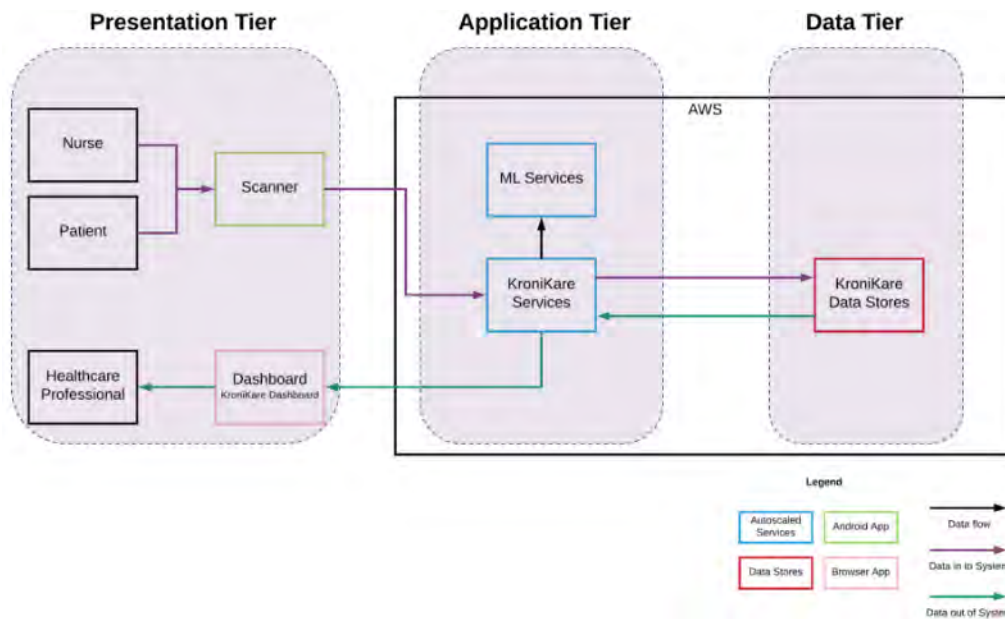 Presentation Tier
Application Tier
Data Tier
AWS
Nurse
Patient
Scanner
ML Services
KroniKare
Services
KroniKare
Data Stores
Healthcare
Professional
Dashboard
KroniKare Dashboard
Legend
Autoscaled
Services
Android App
Data flow
Data Stores
Browser App
Data in to System
Data out of System